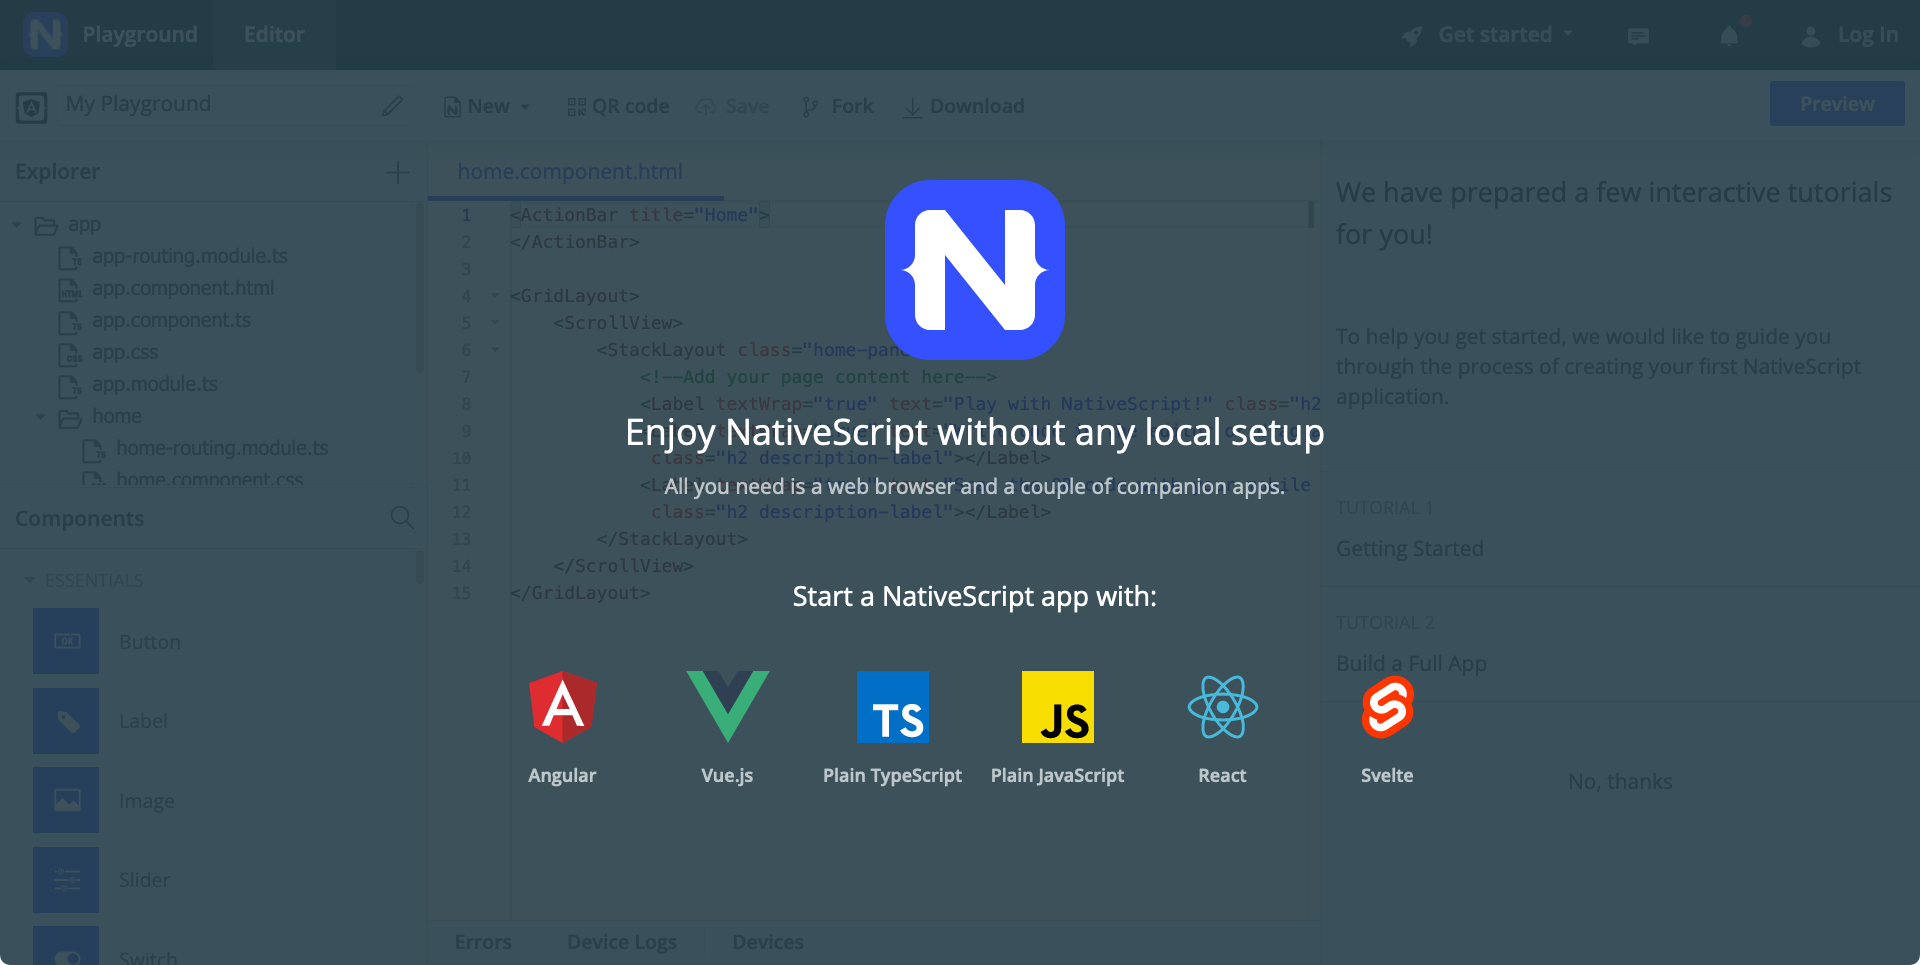 Playground
Editor
Get started
Log In
My Playground
New
QR code
Save
Fork
Download
Preview
Explorer
app
app-routing.module.ts
app.component.html
app.component.ts
app.css
app.module.ts
home
home-routing.module.ts
home.component.css
Components
ESSENTIALS
OK
Button
Label
Image
Slider
Switch
home.component.html
1 <ActionBar title="Home">
2 </ActionBar>
3
4 <GridLayout>
5 <ScrollView>
6 <StackLayout class="home-pan
7 <!--Add your page content here-->
8 <Label textWrap="true" text="Play with NativeScript!" class="h2
9
10 class="h2 description-label"></Label>
11
12 class="h2 description-label"></Label>
13 </StackLayout>
14 </ScrollView>
15 </GridLayout>
Enjoy NativeScript without any local setup
All you need is a web browser and a couple of companion apps.
Start a NativeScript app with:
TS
JS
Angular
Vue.js
Plain TypeScript
Plain JavaScript
React
Svelte
Errors
Device Logs
Devices
We have prepared a few interactive tutorials
for you!
To help you get started, we would like to guide you
through the process of creating your first NativeScript
application.
TUTORIAL 1
Getting Started
TUTORIAL 2
Build a Full App
No, thanks